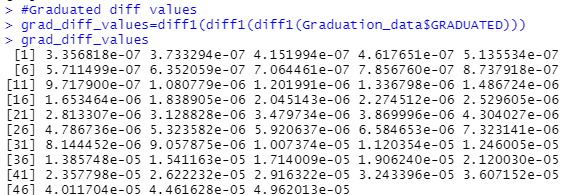 > #Graduated diff values
> grad_diff_values=diff1(diff1(diff1(Graduation_data$GRADUATED)))
> grad_diff_values
[1] 3.356818e-07 3.733294e-07 4.151994e-07 4.617651e-07 5.135534e-07
[6] 5.711499e-07 6.352059e-07 7.064461e-07 7.856760e-07 8.737918e-07
[11] 9.717900e-07 1.080779e-06 1.201991e-06 1.336798e-06 1.486724e-06
[16] 1.653464e-06 1.838905e-06 2.045143e-06 2.274512e-06 2.529605e-06
[21] 2.813307e-06 3.128828e-06 3.479734e-06 3.869996e-06 4.304027e-06
[26] 4.786736e-06 5.323582e-06 5.920637e-06 6.584653e-06 7.323141e-06
[31] 8.144452e-06 9.057875e-06 1.007374e-05 1.120354e-05 1.246005e-05
[36] 1.385748e-05 1.541163e-05 1.714009e-05 1.906240e-05 2.120030e-05
[41] 2.357798e-05 2.622232e-05 2.916322e-05 3.243396e-05 3.607152e-05
[46] 4.011704e-05 4.461628e-05 4.962013e-05